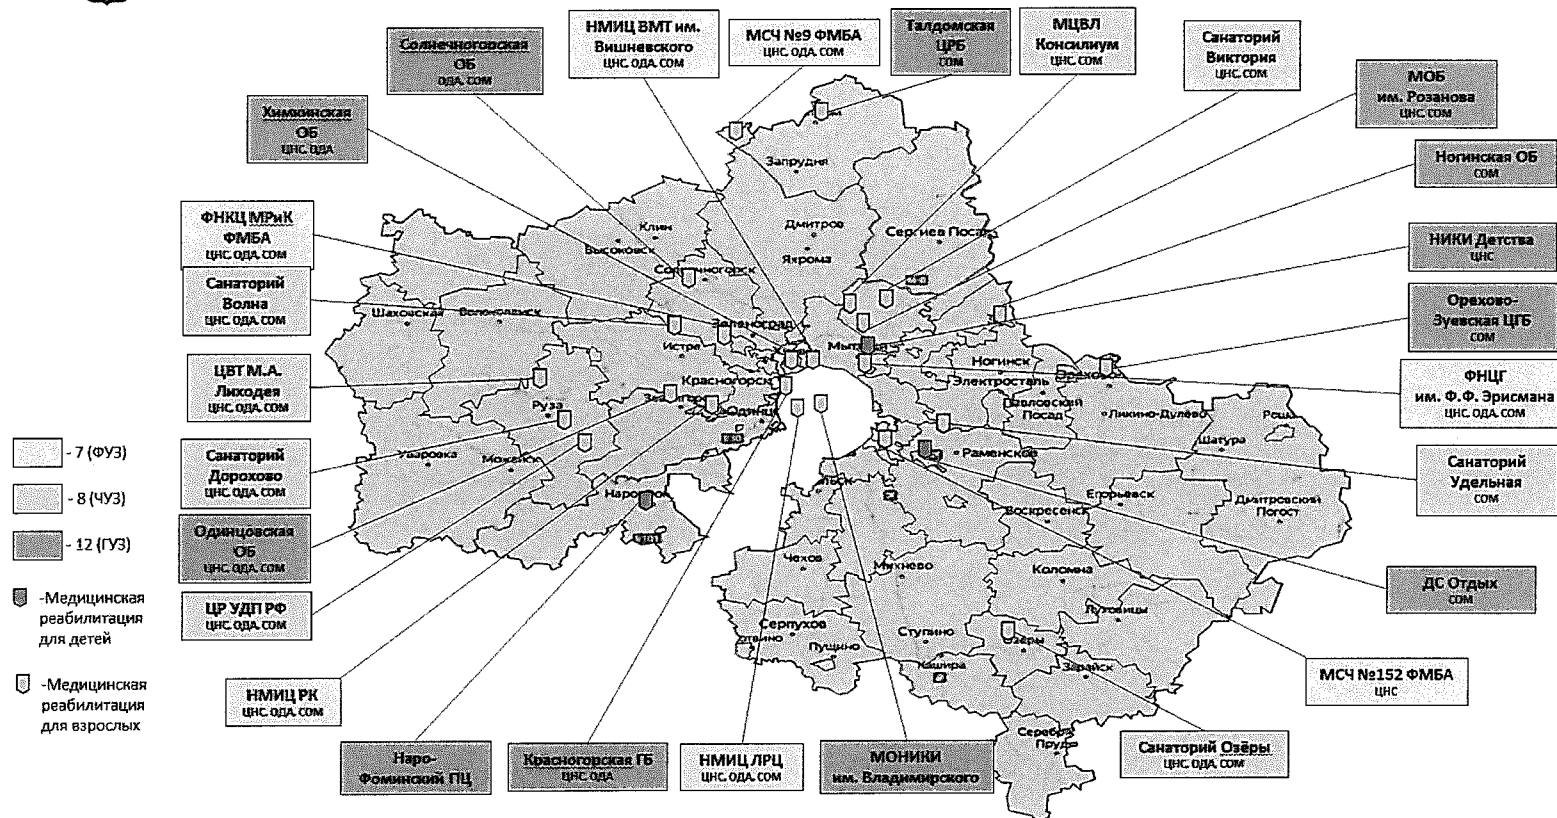 Солнечногорская
ОБ
ОДА. СОМ
НМИЦ ВМТ им.
Вишневского
ЦНС. ОДА. СОМ
МСЧ №9 ФМБА
ЦНС. ОДА. СОМ
Талдомская
ЦРБ
СОМ
МЦВЛ
Консилиум
ЦНС. ОДА. СОМ
Санаторий
Виктория
ЦНС. СОМ
МОБ
им. Розанова
ЦНС. СОМ
Химкинская
ОБ
ЦНС. ОДА
Ногинская ОБ
СОМ
ФНКЦ МРиК
ФМБА
ЦНС. ОДА. СОМ
НИКИ Детства
ЦНС
Санаторий
Волна
ЦНС. ОДА. СОМ
Орехово-
Зуевская ЦГБ
СОМ
ЦВТ М.А.
Лиходея
ЦНС. ОДА. СОМ
ФНЦГ
им. Ф.Ф. Эрисмана
ЦНС. ОДА. СОМ
Санаторий
Дорохово
ЦНС. ОДА. СОМ
Санаторий
Удельная
СОМ
Одинцовская
ОБ
ЦНС. ОДА. СОМ
ДС Отдых
СОМ
ЦР УДП РФ
ЦНС. ОДА. СОМ
МСЧ №152 ФМБА
ЦНС
НМИЦ РК
ЦНС. ОДА. СОМ
Наро-
Фоминский ПЦ
Красногорская ГБ
ЦНС. ОДА
НМИЦ ЛРЦ
ЦНС. ОДА. СОМ
МОНИКИ
им. Владимирского
Санаторий Озёры
ЦНС. ОДА. СОМ
- 7 (ФУЗ)
- 8 (ЧУЗ)
- 12 (ГУЗ)
-Медицинская
реабилитация
для детей
-Медицинская
реабилитация
для взрослых
Запрудня
Дмитров
Яхрома
Сергиев Посад
Клин
Высоковск
Солнечногорск
Шаховская
Волоколамск
Зеленоград
Истра
Мытищи
Красногорск
Ногинск
Электросталь
Павловский
Посад
Ликино-Дулёво
Шатура
Руза
Одинцо
Уваровка
Можайск
Раменское
Егорьевск
Воскресенск
Дмитровский
Погост
Чехов
Михнево
Коломна
Луховицы
Серпухов
Пущино
Ступино
Кашира
Озёры
Зарайск
Серебр
Пруд